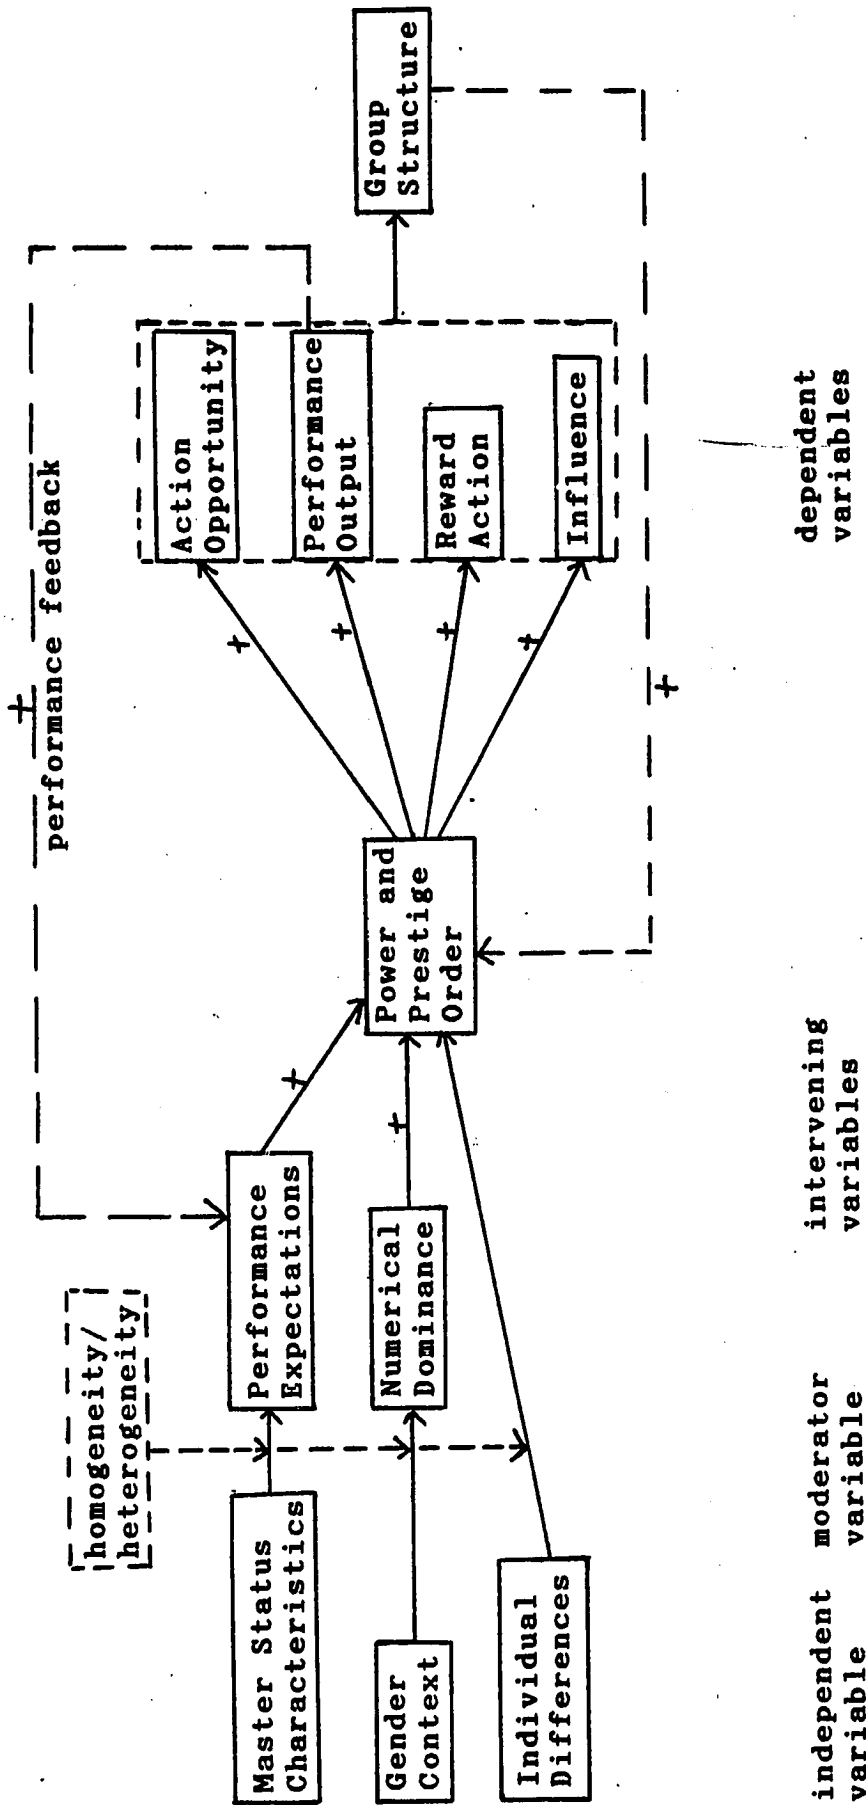 performance feedback
+
homogeneity/
heterogeneity
Master Status
Characteristics
Performance
Expectations
+
Action
Opportunity
+
Performance
Output
+
Gender
Context
Numerical
Dominance
+
Power and
Prestige
Order
Reward
Action
+
Group
Structure
Individual
Differences
Influence
+
+
independent
variable
moderator
variable
intervening
variables
dependent
variables